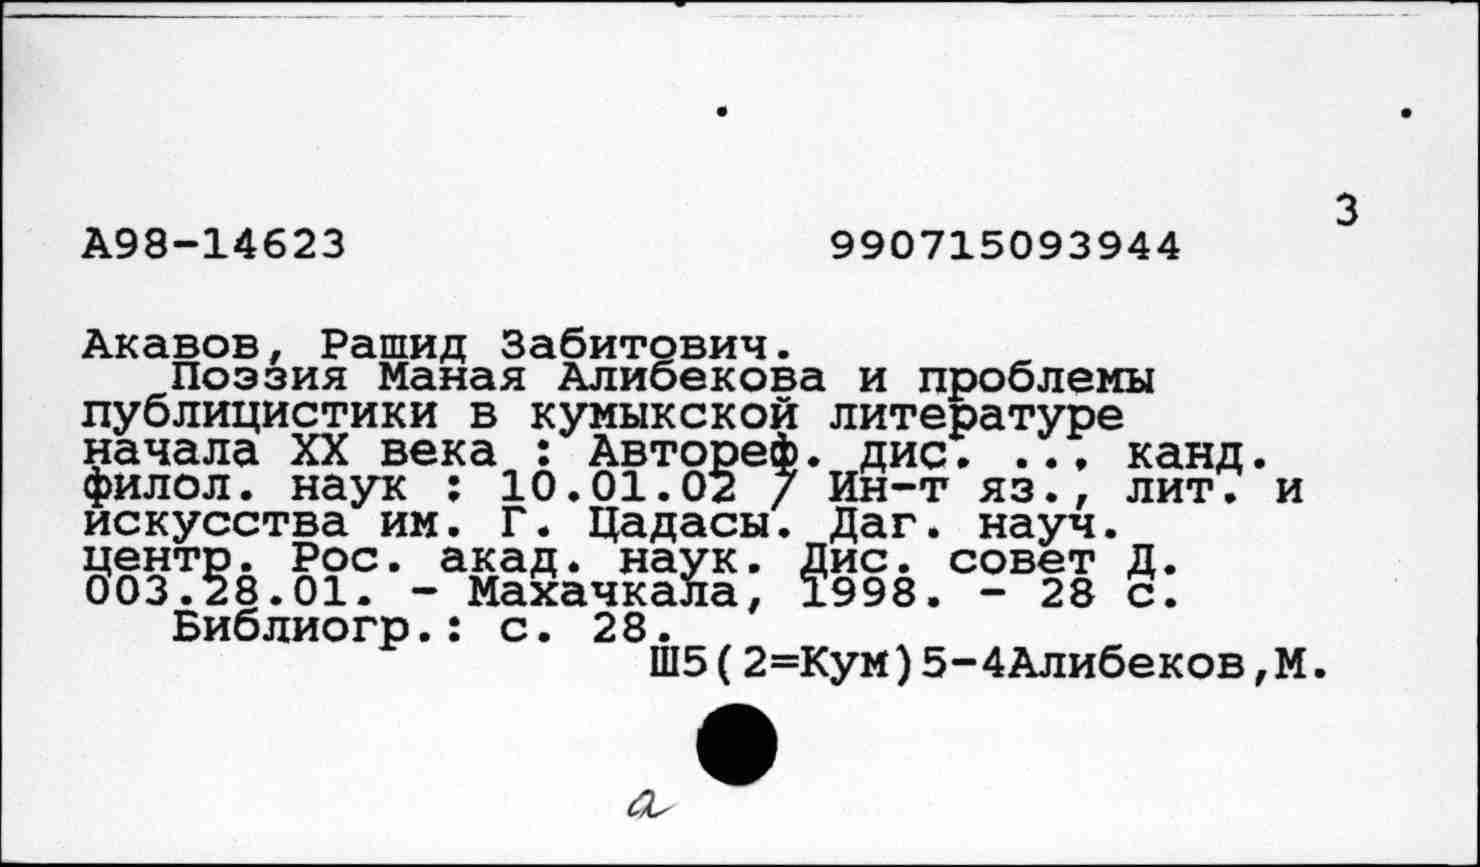 3
А98-14623 990715093944
Акавов, Рашид Забитович.
Поэзия Маная Алибекова и проблемы
публицистики в кумыкской литературе
начала XX века : Автореф. дис. ... канд.
филол. наук : 10.01.02 / Ин-т яз., лит. и
искусства им. Г. Цадасы. Даг. науч.
центр. Рос. акад. наук. Дис. совет Д.
003.28.01. - Махачкала, 1998. - 28 с.
Библиогр.: с. 28.
Ш5(2=Кум)5-4Алибеков,М.
а